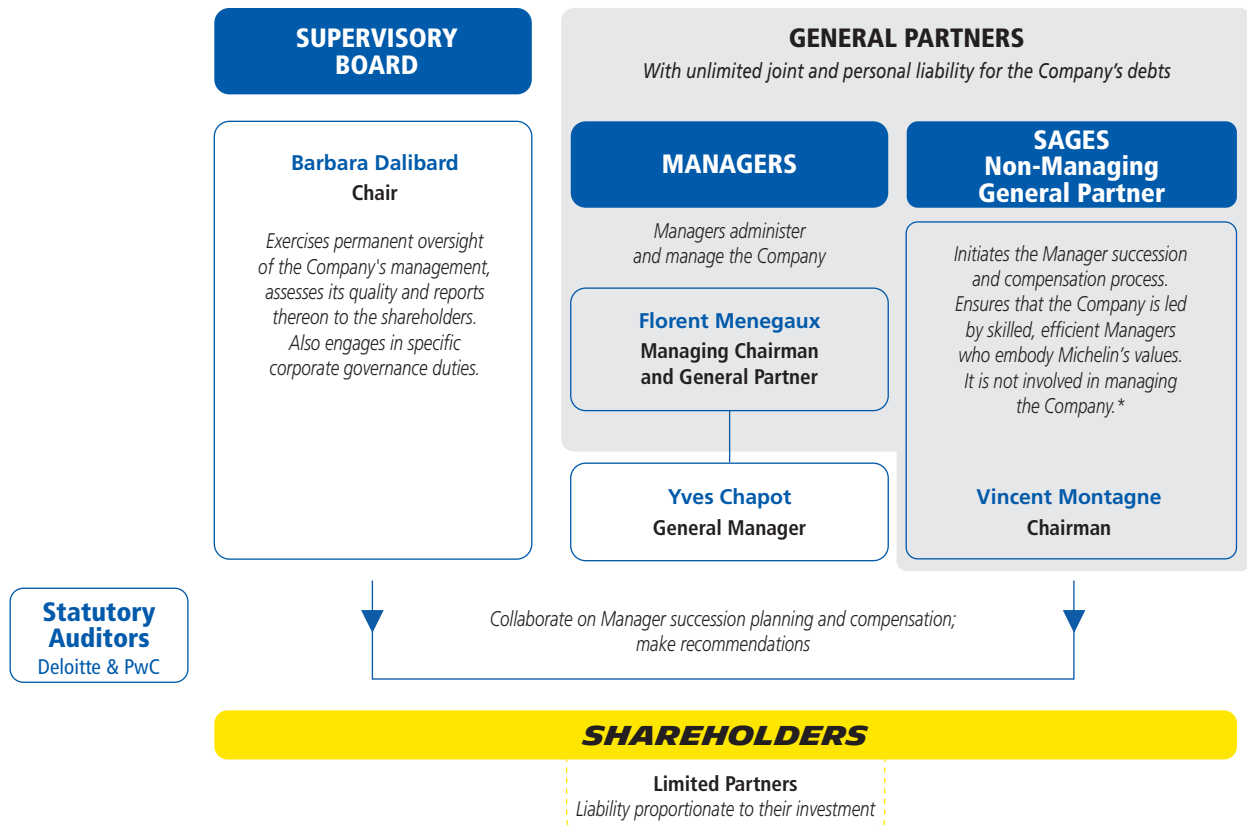 SUPERVISORY
BOARD
Barbara Dalibard
Chair
Exercises permanent oversight
of the Company's management,
assesses its quality and reports
thereon to the shareholders.
Also engages in specific
corporate governance duties.
GENERAL PARTNERS
With unlimited joint and personal liability for the Company’s debts
MANAGERS
Managers administer
and manage the Company
Florent Menegaux
Managing Chairman
and General Partner
Yves Chapot
General Manager
SAGES
Non-Managing
General Partner
Initiates the Manager succession
and compensation process.
Ensures that the Company is led
by skilled, efficient Managers
who embody Michelin’s values.
It is not involved in managing
the Company.*
Vincent Montagne
Chairman
Statutory
Auditors
Deloitte & PwC
Collaborate on Manager succession planning and compensation;
make recommendations
SHAREHOLDERS
Limited Partners
Liability proportionate to their investment